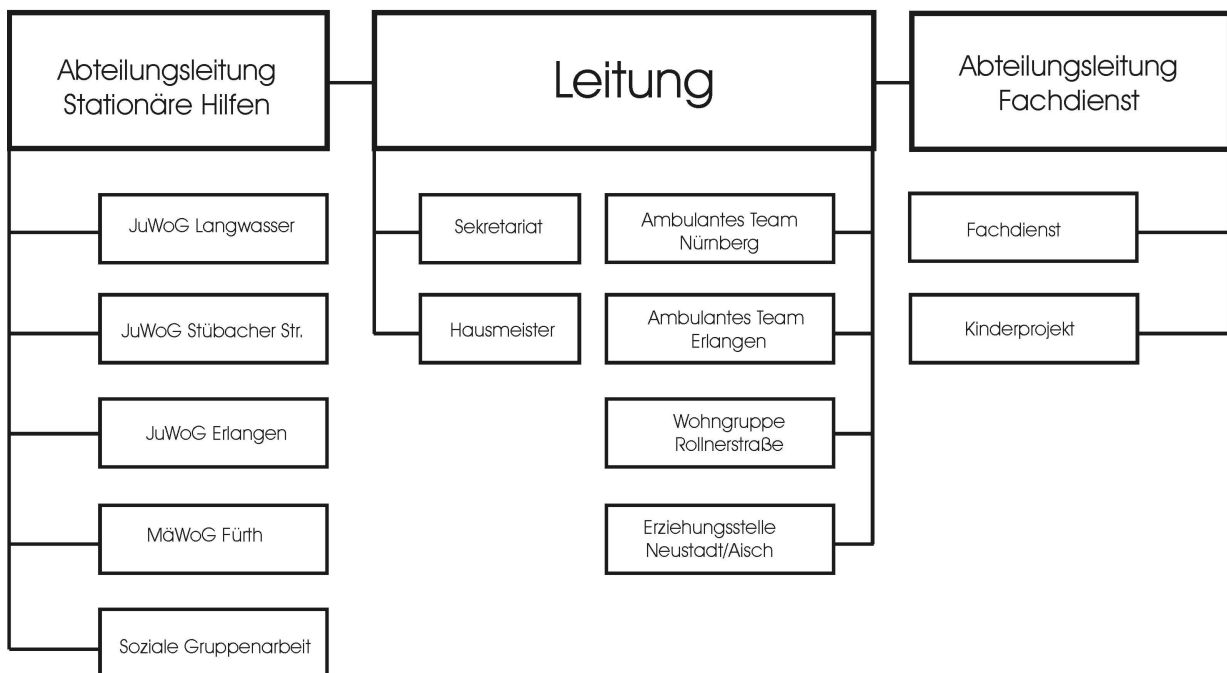 Abteilungsleitung
Stationäre Hilfen
Leitung
Abteilungsleitung
Fachdienst
JuWoG Langwasser
JuWoG Stübacher Str.
JuWoG Erlangen
MäWoG Fürth
Soziale Gruppenarbeit
Sekretariat
Hausmeister
Ambulantes Team
Nürnberg
Ambulantes Team
Erlangen
Wohngruppe
Rollnerstraße
Erziehungsstelle
Neustadt/Aisch
Fachdienst
Kinderprojekt